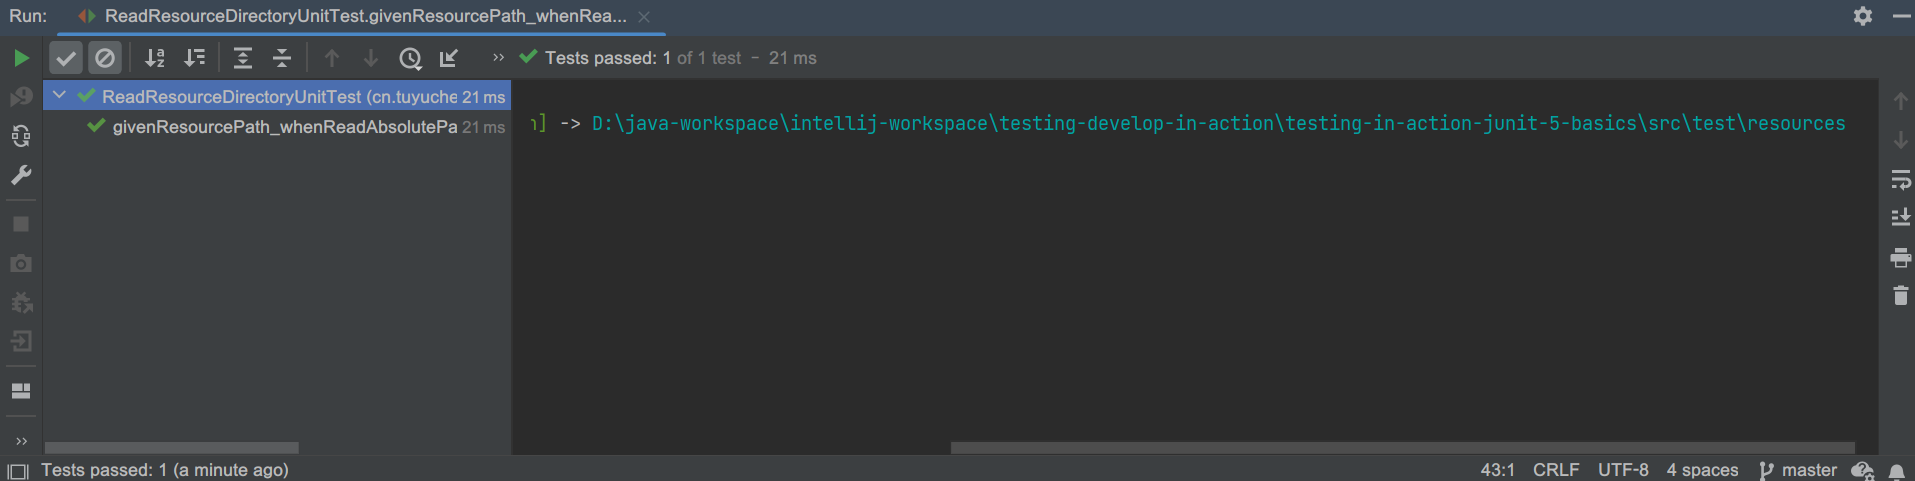 Run: ReadResourceDirectoryUnitTest.givenResourcePath_whenRea...
Tests passed: 1 of 1 test – 21 ms
ReadResourceDirectoryUnitTest (cn.tuyuche 21 ms
givenResourcePath_whenReadAbsolutePa 21 ms
] -> D:\java-workspace\intellij-workspace\testing-develop-in-action\testing-in-action-junit-5-basics\src\test\resources
Tests passed: 1 (a minute ago) 43:1 CRLF UTF-8 4 spaces master